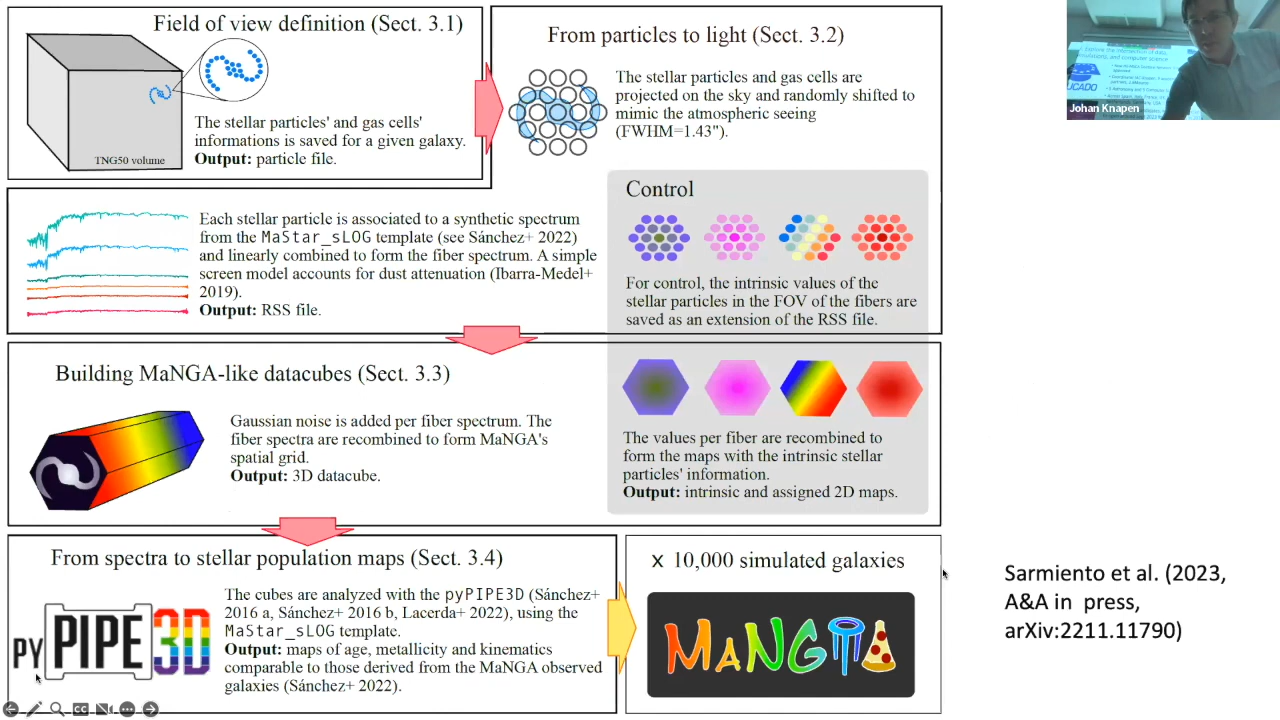 Field of view definition (Sect. 3.1)
The stellar particles' and gas cells'
informations is saved for a given galaxy.
Output: particle file.
TNG50 volume
From particles to light (Sect. 3.2)
The stellar particles and gas cells are
projected on the sky and randomly shifted to
mimic the atmospheric seeing
(FWHM=1.43").
Each stellar particle is associated to a synthetic spectrum
from the MaStar_sLOG template (see Sánchez+ 2022)
and linearly combined to form the fiber spectrum. A simple
screen model accounts for dust attenuation (Ibarra-Medel+
2019).
Output: RSS file.
Control
For control, the intrinsic values of the
stellar particles in the FOV of the fibers are
saved as an extension of the RSS file.
Building MaNGA-like datacubes (Sect. 3.3)
Gaussian noise is added per fiber spectrum. The
fiber spectra are recombined to form MaNGA's
spatial grid.
Output: 3D datacube.
The values per fiber are recombined to
form the maps with the intrinsic stellar
particles' information.
Output: intrinsic and assigned 2D maps.
From spectra to stellar population maps (Sect. 3.4)
PY PIPE 3D
The cubes are analyzed with the pyPIPE3D (Sánchez+
2016 a, Sánchez+ 2016 b, Lacerda+ 2022), using the
MaStar_sLOG template.
Output: maps of age, metallicity and kinematics
comparable to those derived from the MaNGA observed
galaxies (Sánchez+ 2022).
x 10,000 simulated galaxies
MaNGIA
Sarmiento et al. (2023,
A&A in press,
arXiv:2211.11790)
UCADO
Johan Knapen
CC